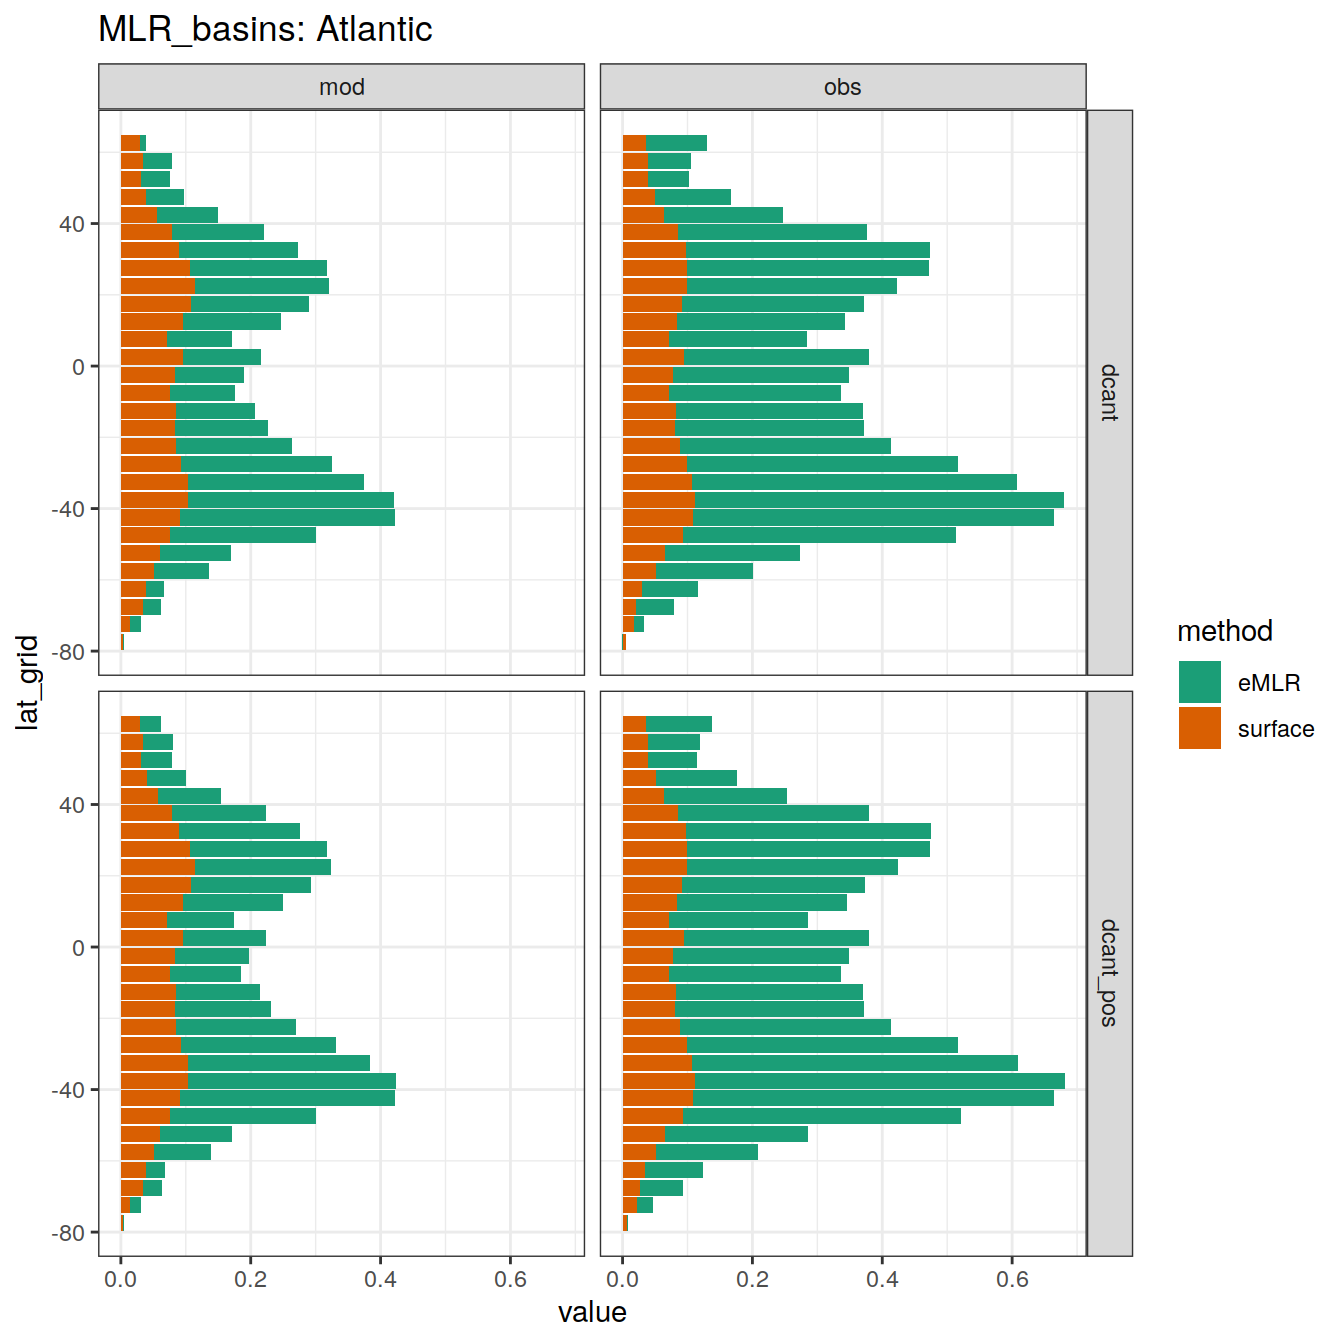 MLR_basins: Atlantic
mod
obs
40
0
-40
-80
dcant
40
0
-40
-80
dcant_pos
lat_grid
0.0 0.2 0.4 0.6
0.0 0.2 0.4 0.6
value
method
eMLR
surface